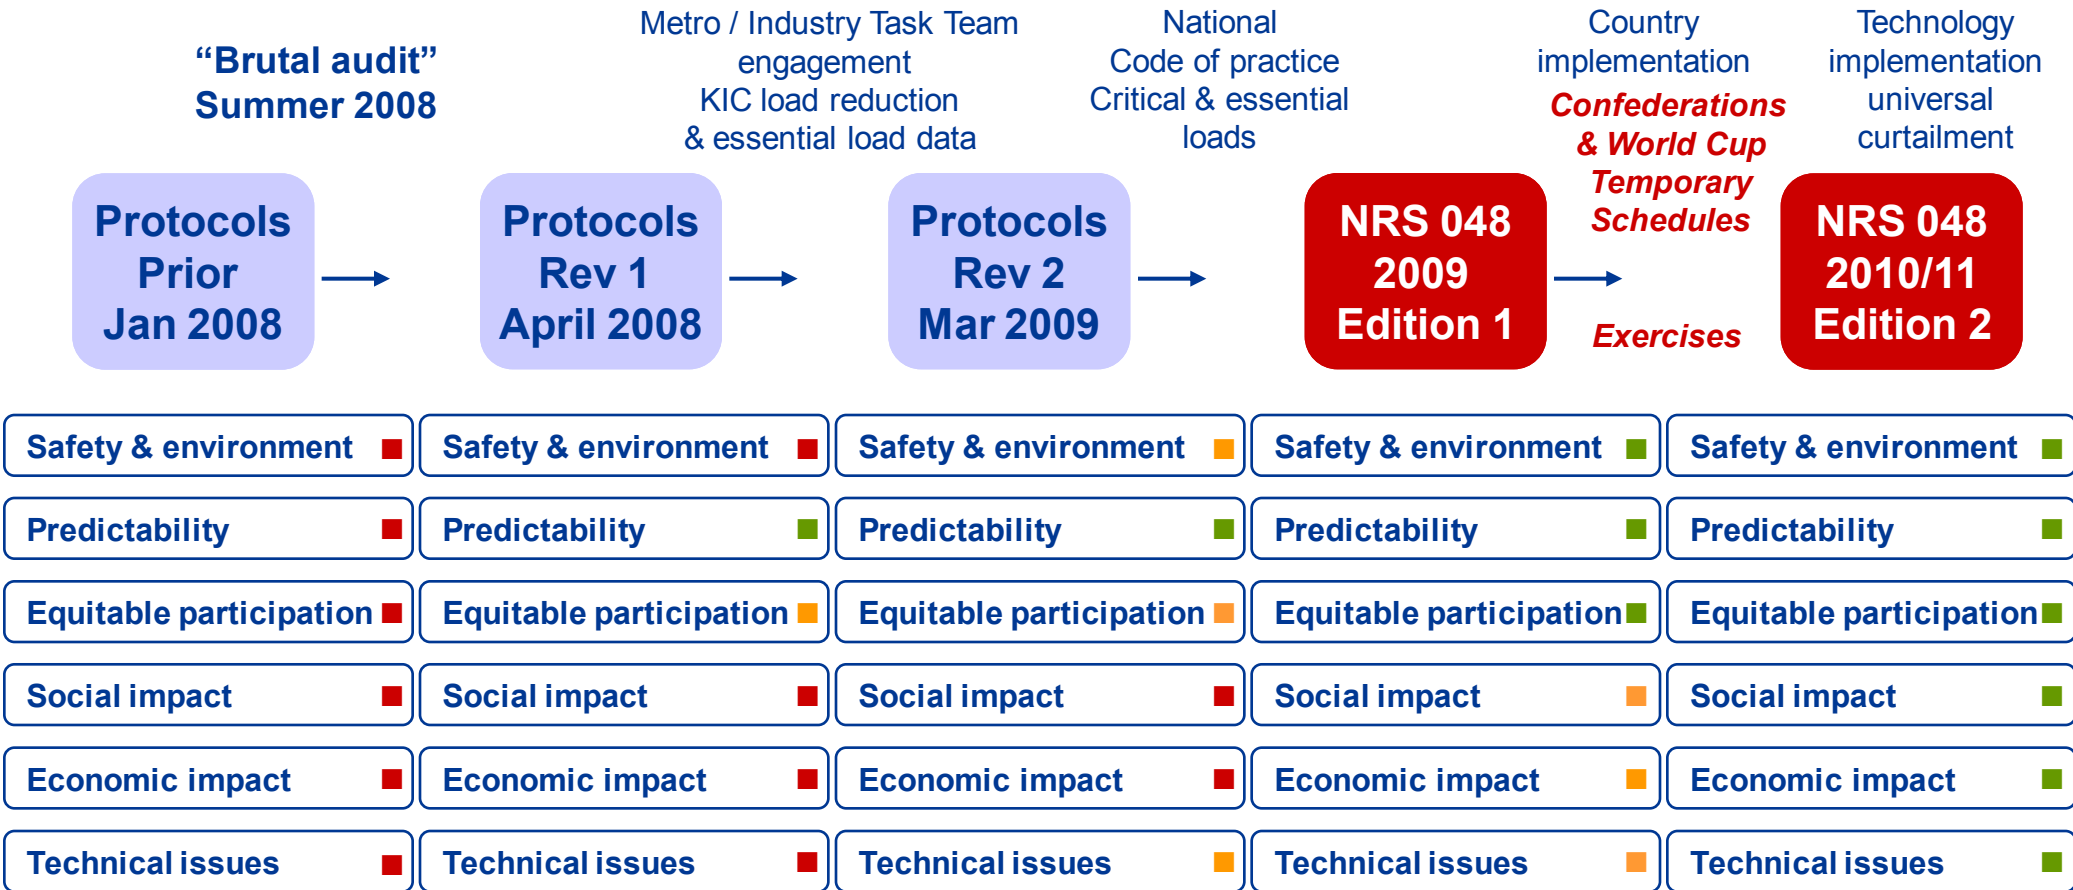 “Brutal audit”
Summer 2008
Metro / Industry Task Team
engagement
KIC load reduction
& essential load data
National
Code of practice
Critical & essential
loads
Country
implementation
Confederations
& World Cup
Temporary
Schedules
Exercises
Technology
implementation
universal
curtailment
Protocols
Prior
Jan 2008
Protocols
Rev 1
April 2008
Protocols
Rev 2
Mar 2009
NRS 048
2009
Edition 1
NRS 048
2010/11
Edition 2
Safety & environment
Safety & environment
Safety & environment
Safety & environment
Safety & environment
Predictability
Predictability
Predictability
Predictability
Predictability
Equitable participation
Equitable participation
Equitable participation
Equitable participation
Equitable participation
Social impact
Social impact
Social impact
Social impact
Social impact
Economic impact
Economic impact
Economic impact
Economic impact
Economic impact
Technical issues
Technical issues
Technical issues
Technical issues
Technical issues